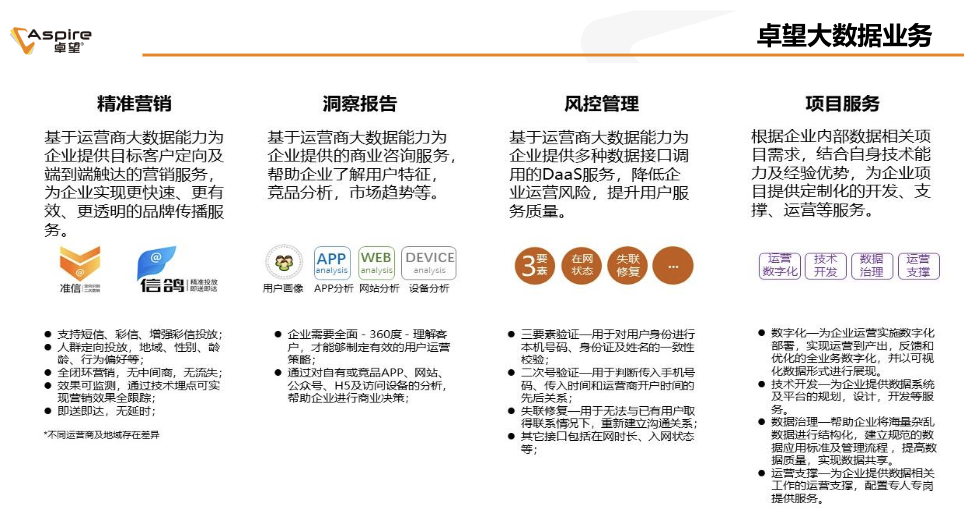 Aspire
卓望
卓望大数据业务
精准营销
基于运营商大数据能力为
企业提供目标客户定向及
端到端触达的营销服务，
为企业实现更快速、更有
效、更透明的品牌传播服
务。
准信
@
信鸽
精准投放
即送即达
支持短信、彩信、增强彩信投放；
人群定向投放，地域、性别、龄
龄、行为偏好等；
全闭环营销，无中间商，无流失；
效果可监测，通过技术埋点可实
现营销效果全跟踪；
即送即达，无延时；
*不同运营商及地域存在差异
洞察报告
基于运营商大数据能力为
企业提供的商业咨询服务，
帮助企业了解用户特征，
竞品分析，市场趋势等。
用户画像
APP
analysis
APP分析
WEB
analysis
网站分析
DEVICE
analysis
设备分析
企业需要全面-360度-理解客
户，才能够制定有效的用户运营
策略；
通过对自有或竞品APP、网站、
公众号、H5及访问设备的分析，
帮助企业进行商业决策；
风控管理
基于运营商大数据能力为
企业提供多种数据接口调
用的DaaS服务，降低企
业运营风险，提升用户服
务质量。
3要素
在网
状态
失联
修复
...
三要素验证—用于对用户身份进行
本机号码、身份证及姓名的一致性
校验；
二次号验证—用于判断传入手机号
码、传入时间和运营商开户时间的
先后关系；
失联修复—用于无法与已有用户取
得联系情况下，重新建立沟通关系；
其它接口包括在网时长、入网状态
等；
项目服务
根据企业内部数据相关项
目需求，结合自身技术能
力及经验优势，为企业项
目提供定制化的开发、支
撑、运营等服务。
运营
数字化
技术
开发
数据
治理
运营
支撑
数字化—为企业运营实施数字化
部署，实现运营到产出，反馈和
优化的全业务数字化，并以可视
化数据形式进行展现。
技术开发—为企业提供数据系统
及平台的规划，设计，开发等服
务。
数据治理—帮助企业将海量杂乱
数据进行结构化，建立规范的数
据应用标准及管理流程，提高数
据质量，实现数据共享。
运营支撑—为企业提供数据相关
工作的运营支撑，配置专人专岗
提供服务。